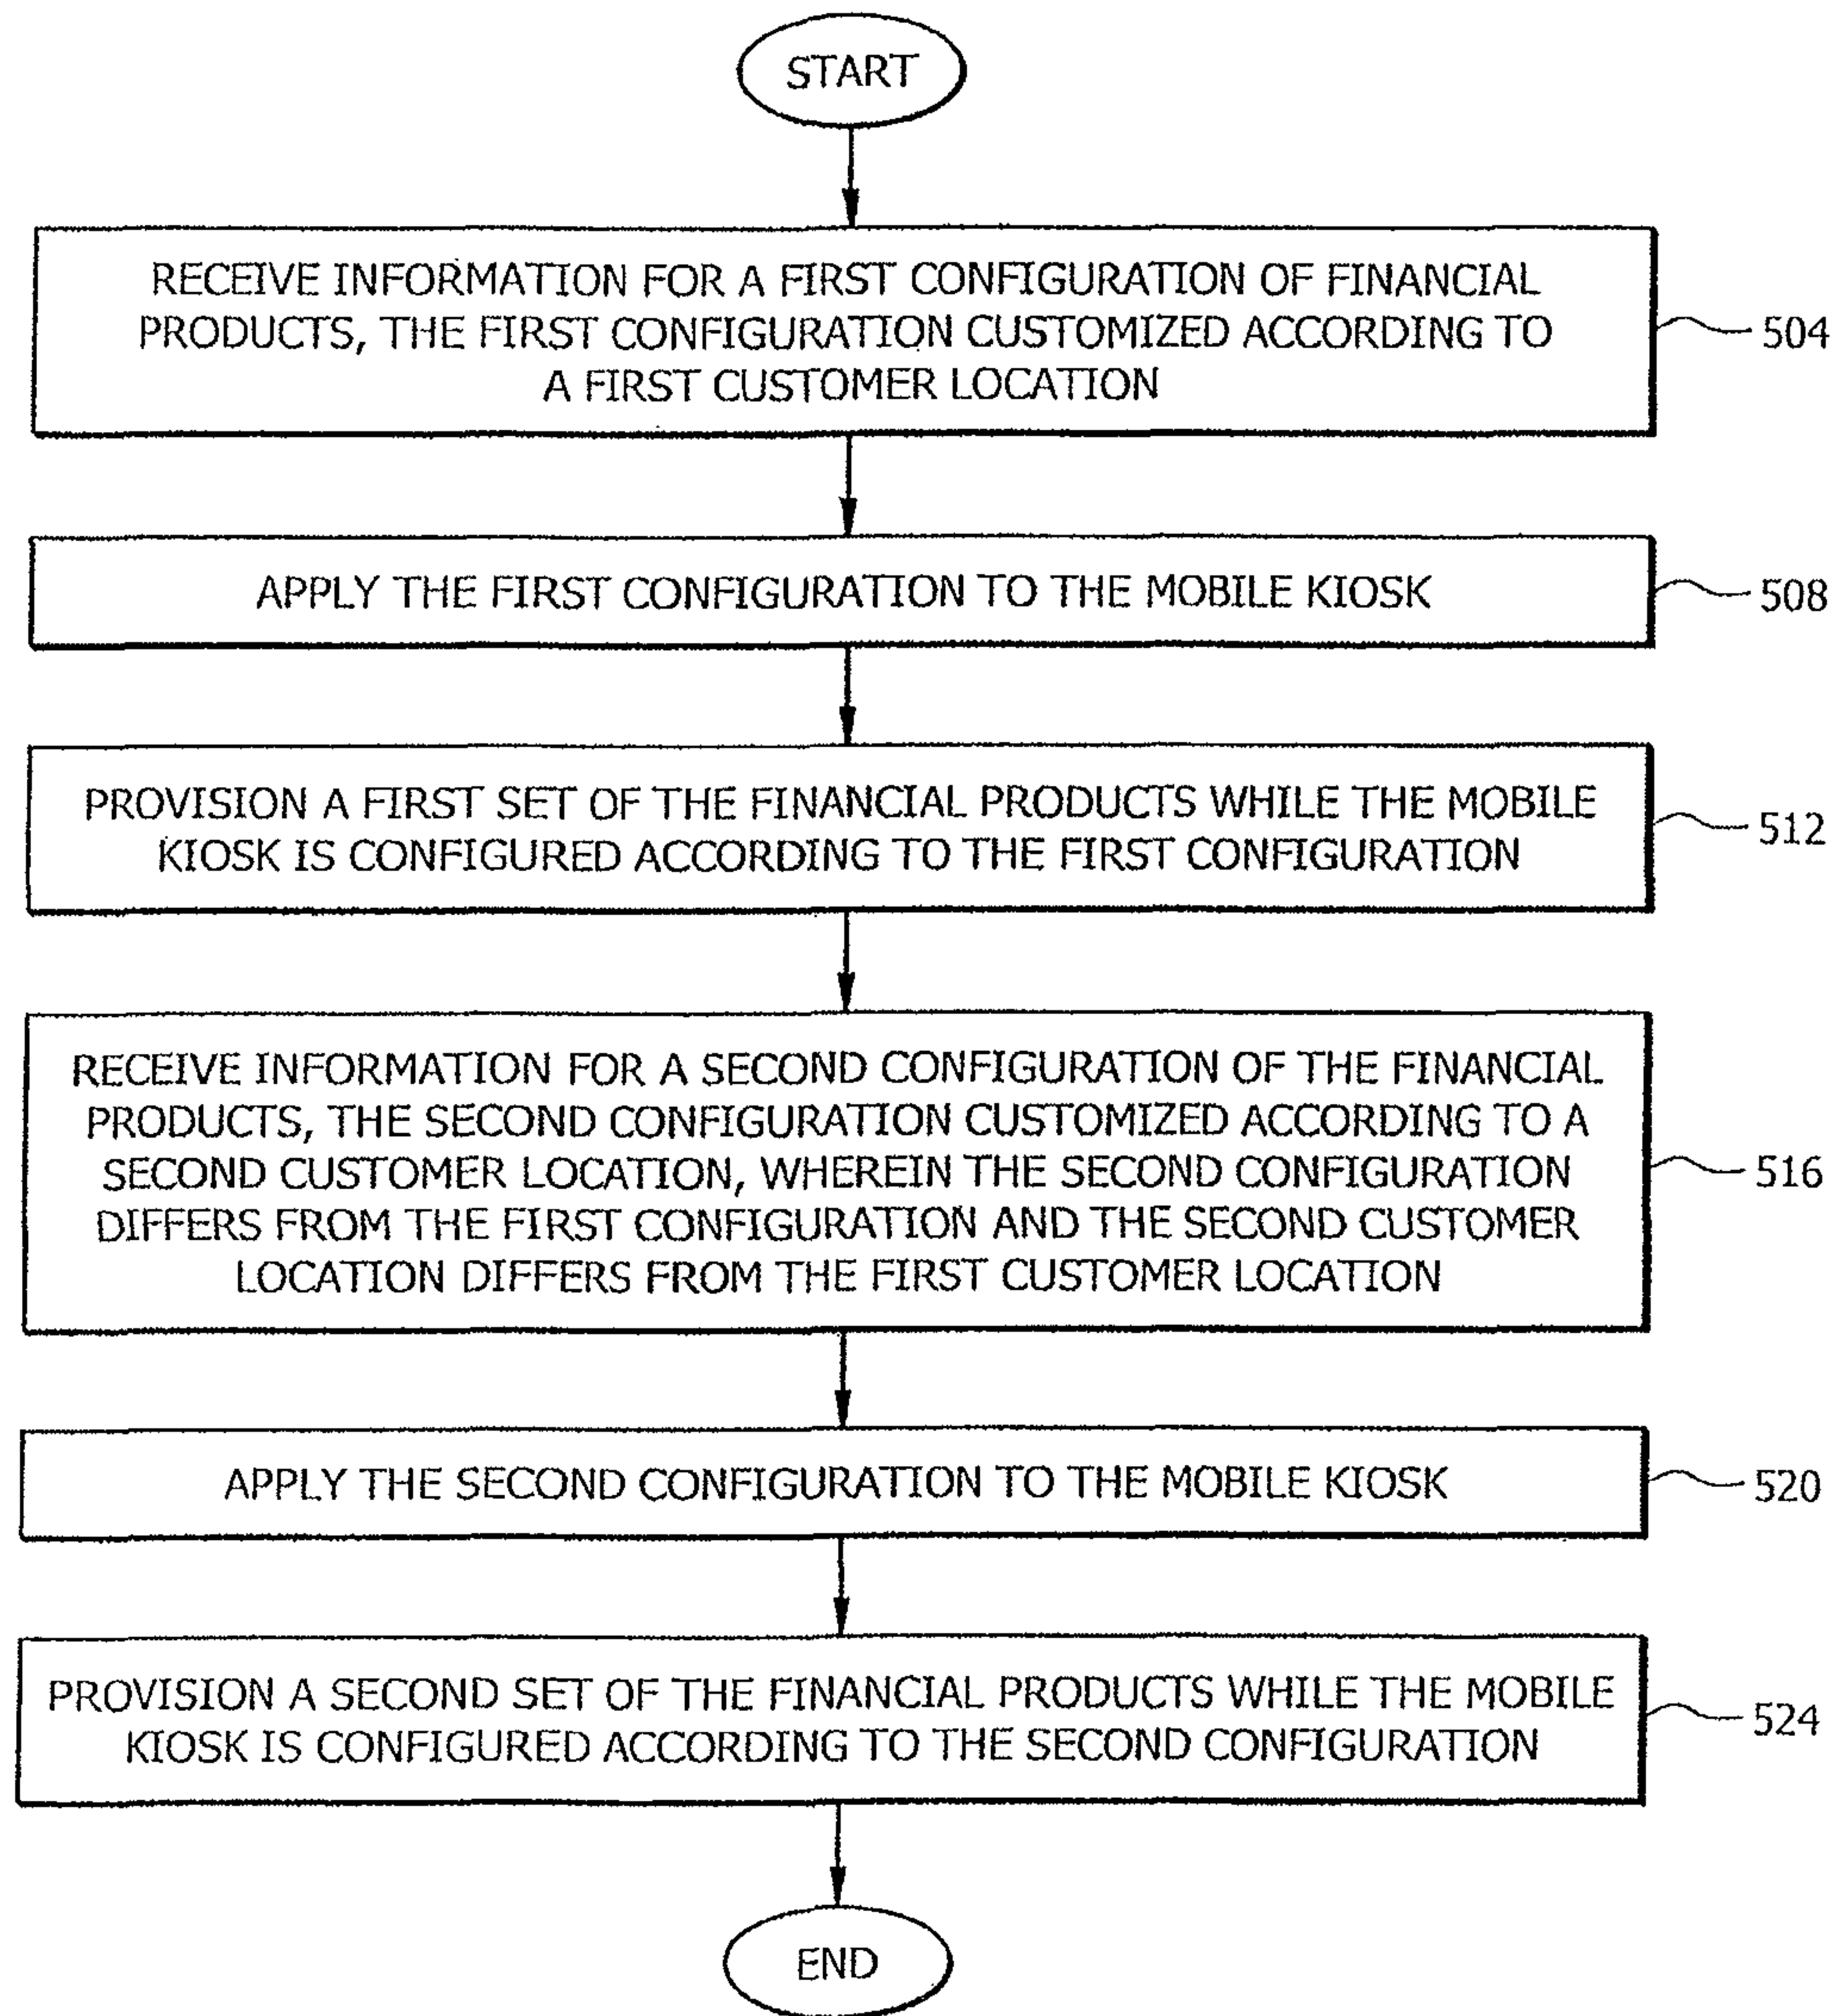 START
RECEIVE INFORMATION FOR A FIRST CONFIGURATION OF FINANCIAL
PRODUCTS, THE FIRST CONFIGURATION CUSTOMIZED ACCORDING TO
A FIRST CUSTOMER LOCATION
504
APPLY THE FIRST CONFIGURATION TO THE MOBILE KIOSK
508
PROVISION A FIRST SET OF THE FINANCIAL PRODUCTS WHILE THE MOBILE
KIOSK IS CONFIGURED ACCORDING TO THE FIRST CONFIGURATION
512
RECEIVE INFORMATION FOR A SECOND CONFIGURATION OF THE FINANCIAL
PRODUCTS, THE SECOND CONFIGURATION CUSTOMIZED ACCORDING TO A
SECOND CUSTOMER LOCATION, WHEREIN THE SECOND CONFIGURATION
DIFFERS FROM THE FIRST CONFIGURATION AND THE SECOND CUSTOMER
LOCATION DIFFERS FROM THE FIRST CUSTOMER LOCATION
516
APPLY THE SECOND CONFIGURATION TO THE MOBILE KIOSK
520
PROVISION A SECOND SET OF THE FINANCIAL PRODUCTS WHILE THE MOBILE
KIOSK IS CONFIGURED ACCORDING TO THE SECOND CONFIGURATION
524
END